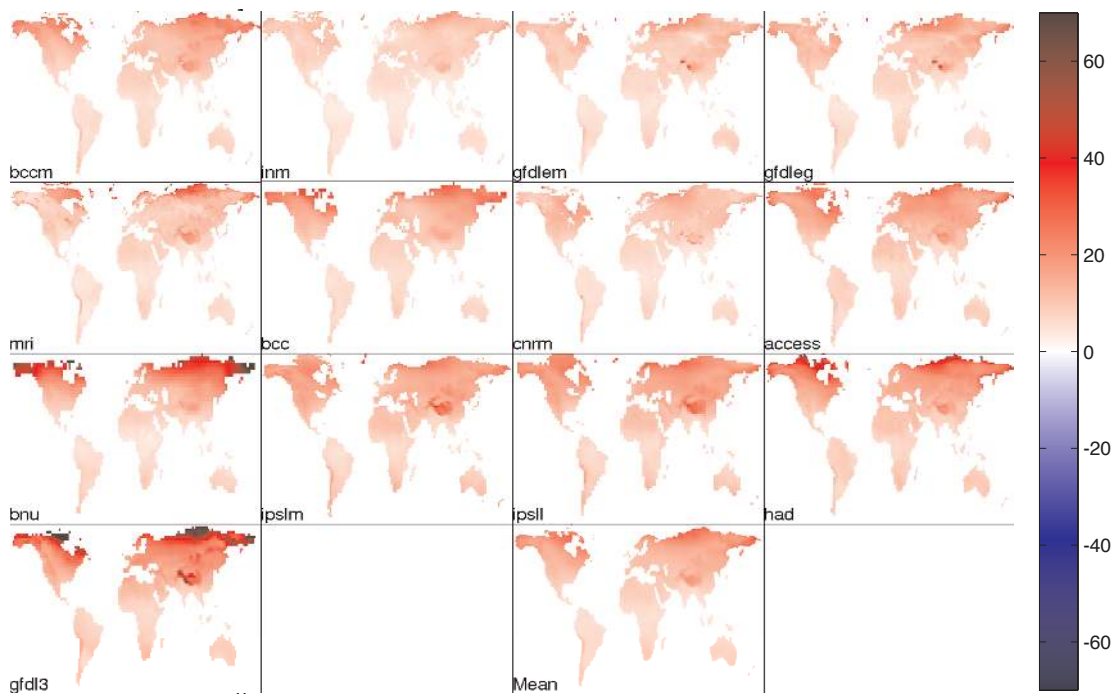 bccm
inm
gfdlem
gfdleg
mri
bcc
cnrm
access
bnu
ipslm
ipsll
had
gfdl3
Mean
60
40
20
0
-20
-40
-60